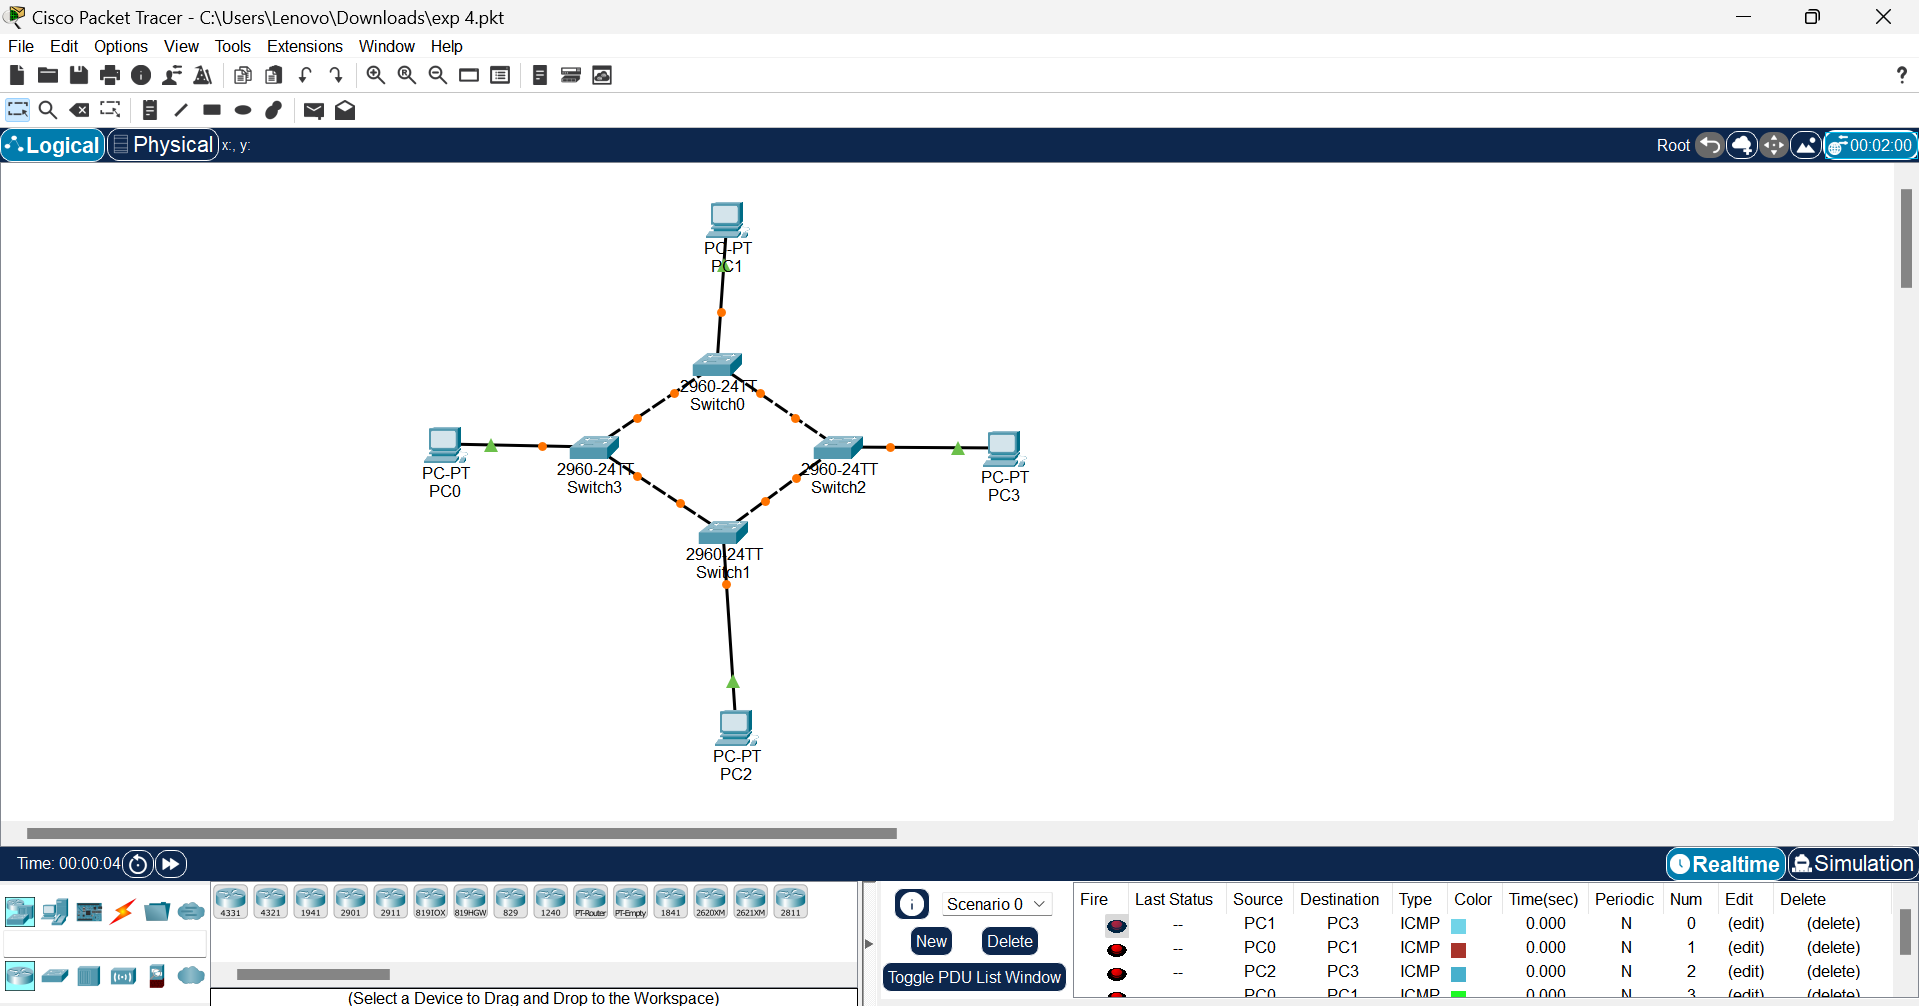 Cisco Packet Tracer - C:\Users\Lenovo\Downloads\exp 4.pkt
File Edit Options View Tools Extensions Window Help
?
Logical Physical x:, y: Root 00:02:00
PC-PT
PC1
2960-24TT
Switch0
PC-PT
PC0
2960-24TT
Switch3
2960-24TT
Switch2
PC-PT
PC3
2960-24TT
Switch1
PC-PT
PC2
Time: 00:00:04 Realtime Simulation
4331 4321 1941 2901 2911 819IOX 819HGW 829 1240 PT-Router PT-Empty 1841 2620XM 2621XM 2811
(Select a Device to Drag and Drop to the Workspace)
Scenario 0
New Delete
Toggle PDU List Window
Fire Last Status Source Destination Type Color Time(sec) Periodic Num Edit Delete
-- PC1 PC3 ICMP 0.000 N 0 (edit) (delete)
-- PC0 PC1 ICMP 0.000 N 1 (edit) (delete)
-- PC2 PC3 ICMP 0.000 N 2 (edit) (delete)
PC0 PC1 ICMP 0.000 N 3 (edit) (delete)